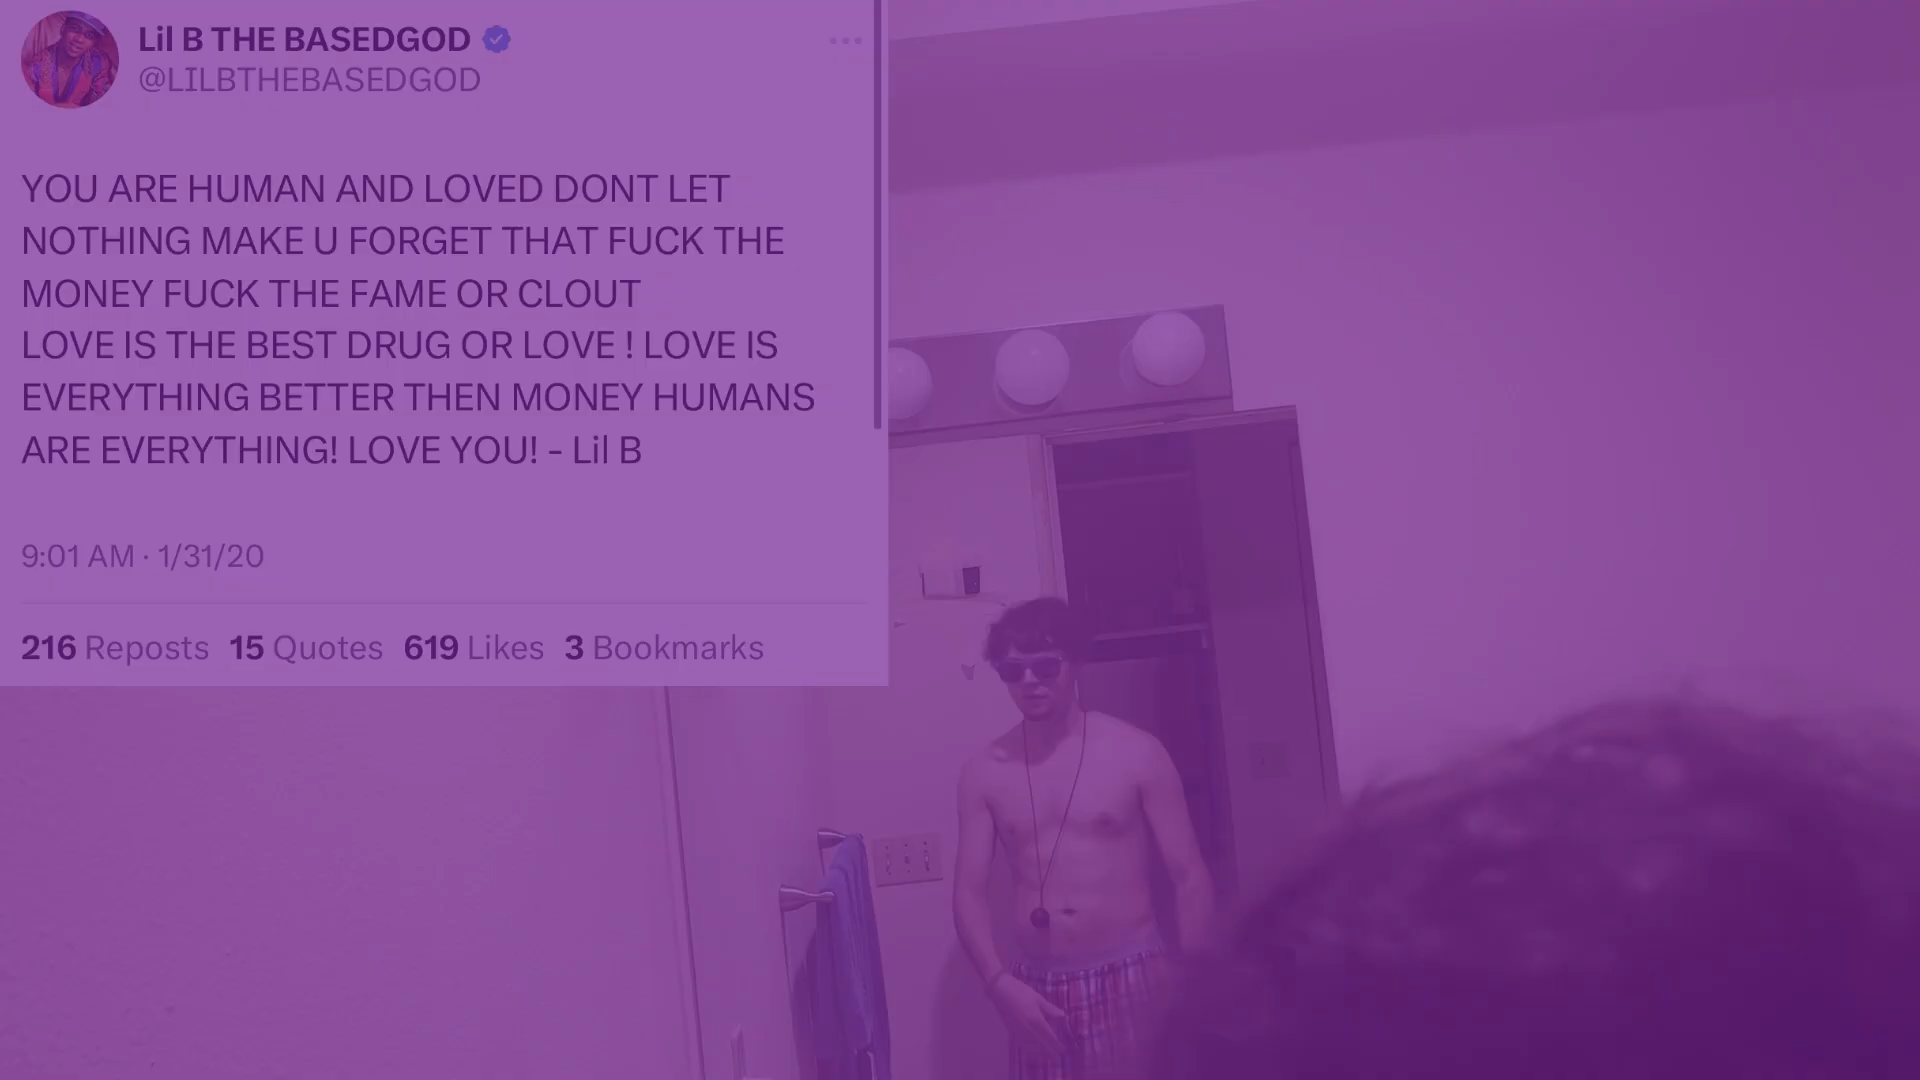 Lil B THE BASEDGOD
@LILBTHEBASEDGOD
YOU ARE HUMAN AND LOVED DONT LET
NOTHING MAKE U FORGET THAT FUCK THE
MONEY FUCK THE FAME OR CLOUT
LOVE IS THE BEST DRUG OR LOVE ! LOVE IS
EVERYTHING BETTER THEN MONEY HUMANS
ARE EVERYTHING! LOVE YOU! - Lil B
9:01 AM · 1/31/20
216 Reposts 15 Quotes 619 Likes 3 Bookmarks